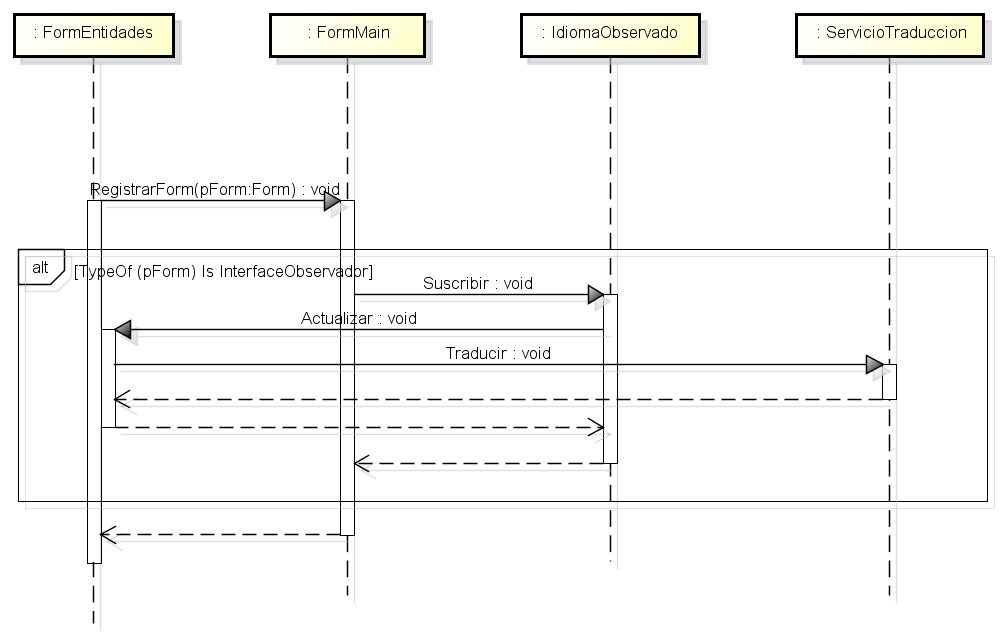 : FormEntidades
: FormMain
: IdiomaObservado
: ServicioTraduccion
RegistrarForm(pForm:Form) : void
alt
[TypeOf (pForm) Is InterfaceObservador]
Suscribir : void
Actualizar : void
Traducir : void